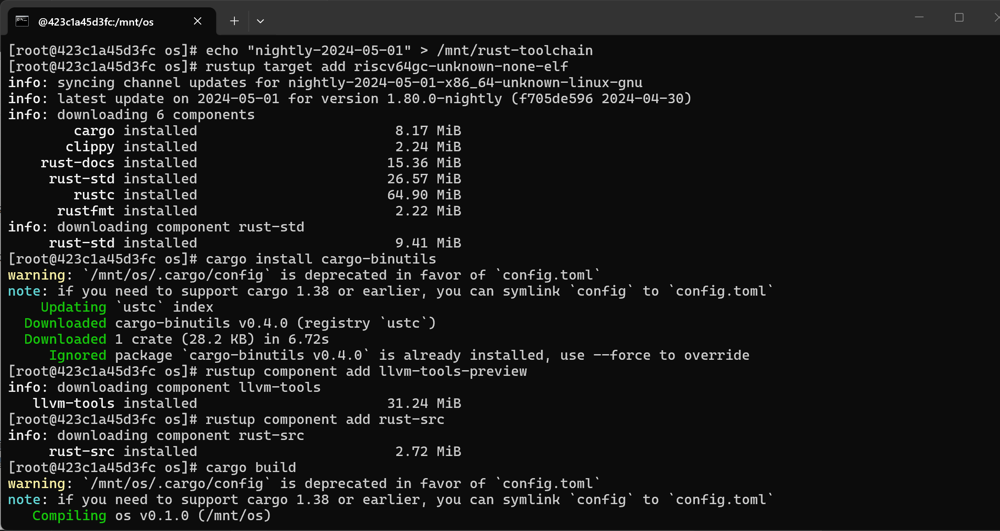 @423c1a45d3fc:/mnt/os
[root@423c1a45d3fc os]# echo "nightly-2024-05-01" > /mnt/rust-toolchain
[root@423c1a45d3fc os]# rustup target add riscv64gc-unknown-none-elf
info: syncing channel updates for nightly-2024-05-01-x86_64-unknown-linux-gnu
info: latest update on 2024-05-01 for version 1.80.0-nightly (f705de596 2024-04-30)
info: downloading 6 components
cargo installed 8.17 MiB
clippy installed 2.24 MiB
rust-docs installed 15.36 MiB
rust-std installed 26.57 MiB
rustc installed 64.90 MiB
rustfmt installed 2.22 MiB
info: downloading component rust-std
rust-std installed 9.41 MiB
[root@423c1a45d3fc os]# cargo install cargo-binutils
warning: `/mnt/os/.cargo/config` is deprecated in favor of `config.toml`
note: if you need to support cargo 1.38 or earlier, you can symlink `config` to `config.toml`
Updating `ustc` index
Downloaded cargo-binutils v0.4.0 (registry `ustc`)
Downloaded 1 crate (28.2 KB) in 6.72s
Ignored package `cargo-binutils v0.4.0` is already installed, use --force to override
[root@423c1a45d3fc os]# rustup component add llvm-tools-preview
info: downloading component llvm-tools
llvm-tools installed 31.24 MiB
[root@423c1a45d3fc os]# rustup component add rust-src
info: downloading component rust-src
rust-src installed 2.72 MiB
[root@423c1a45d3fc os]# cargo build
warning: `/mnt/os/.cargo/config` is deprecated in favor of `config.toml`
note: if you need to support cargo 1.38 or earlier, you can symlink `config` to `config.toml`
Compiling os v0.1.0 (/mnt/os)